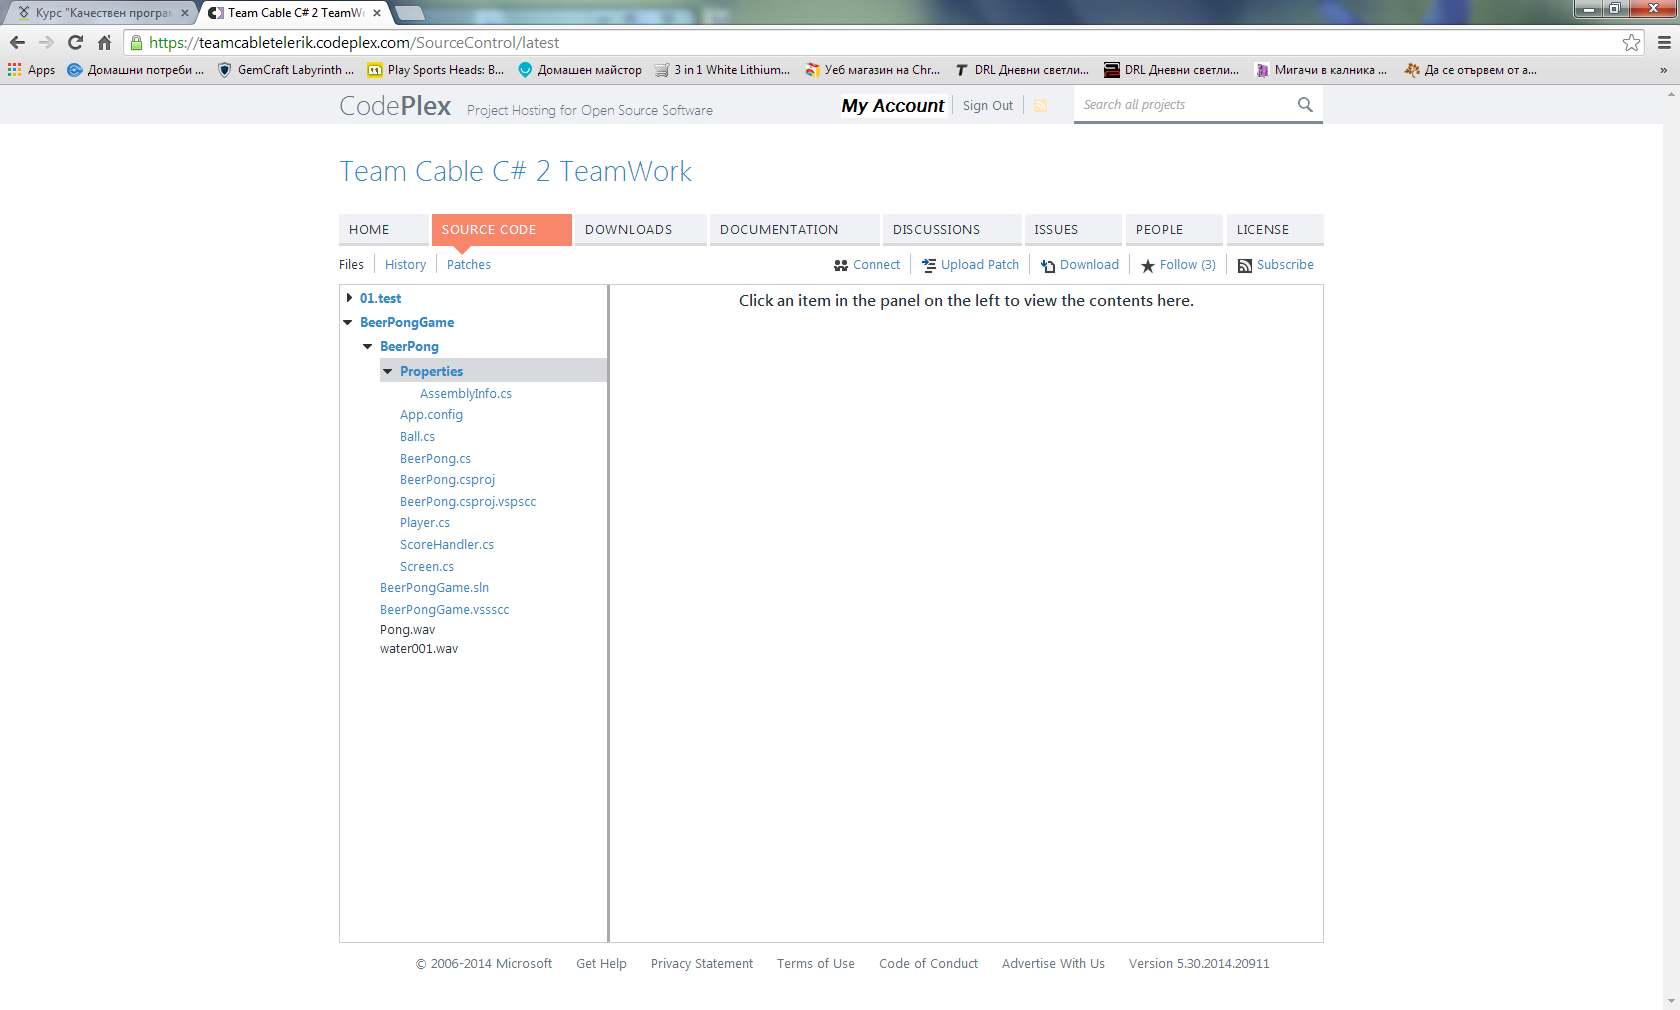 Курс "Качествен програм
Team Cable C# 2 TeamWo
https://teamcabletelerik.codeplex.com/SourceControl/latest
Apps Домашни потреби ... GemCraft Labyrinth ... Play Sports Heads: B... Домашен майстор 3 in 1 White Lithium... Уеб магазин на Chr... DRL Дневни светли... DRL Дневни светли... Мигачи в калника ... Да се отървем от а... »
CodePlex Project Hosting for Open Source Software My Account Sign Out Search all projects
Team Cable C# 2 TeamWork
HOME SOURCE CODE DOWNLOADS DOCUMENTATION DISCUSSIONS ISSUES PEOPLE LICENSE
Files History Patches Connect Upload Patch Download Follow (3) Subscribe
01.test
BeerPongGame
BeerPong
Properties
AssemblyInfo.cs
App.config
Ball.cs
BeerPong.cs
BeerPong.csproj
BeerPong.csproj.vspscc
Player.cs
ScoreHandler.cs
Screen.cs
BeerPongGame.sln
BeerPongGame.vssscc
Pong.wav
water001.wav
Click an item in the panel on the left to view the contents here.
© 2006-2014 Microsoft Get Help Privacy Statement Terms of Use Code of Conduct Advertise With Us Version 5.30.2014.20911